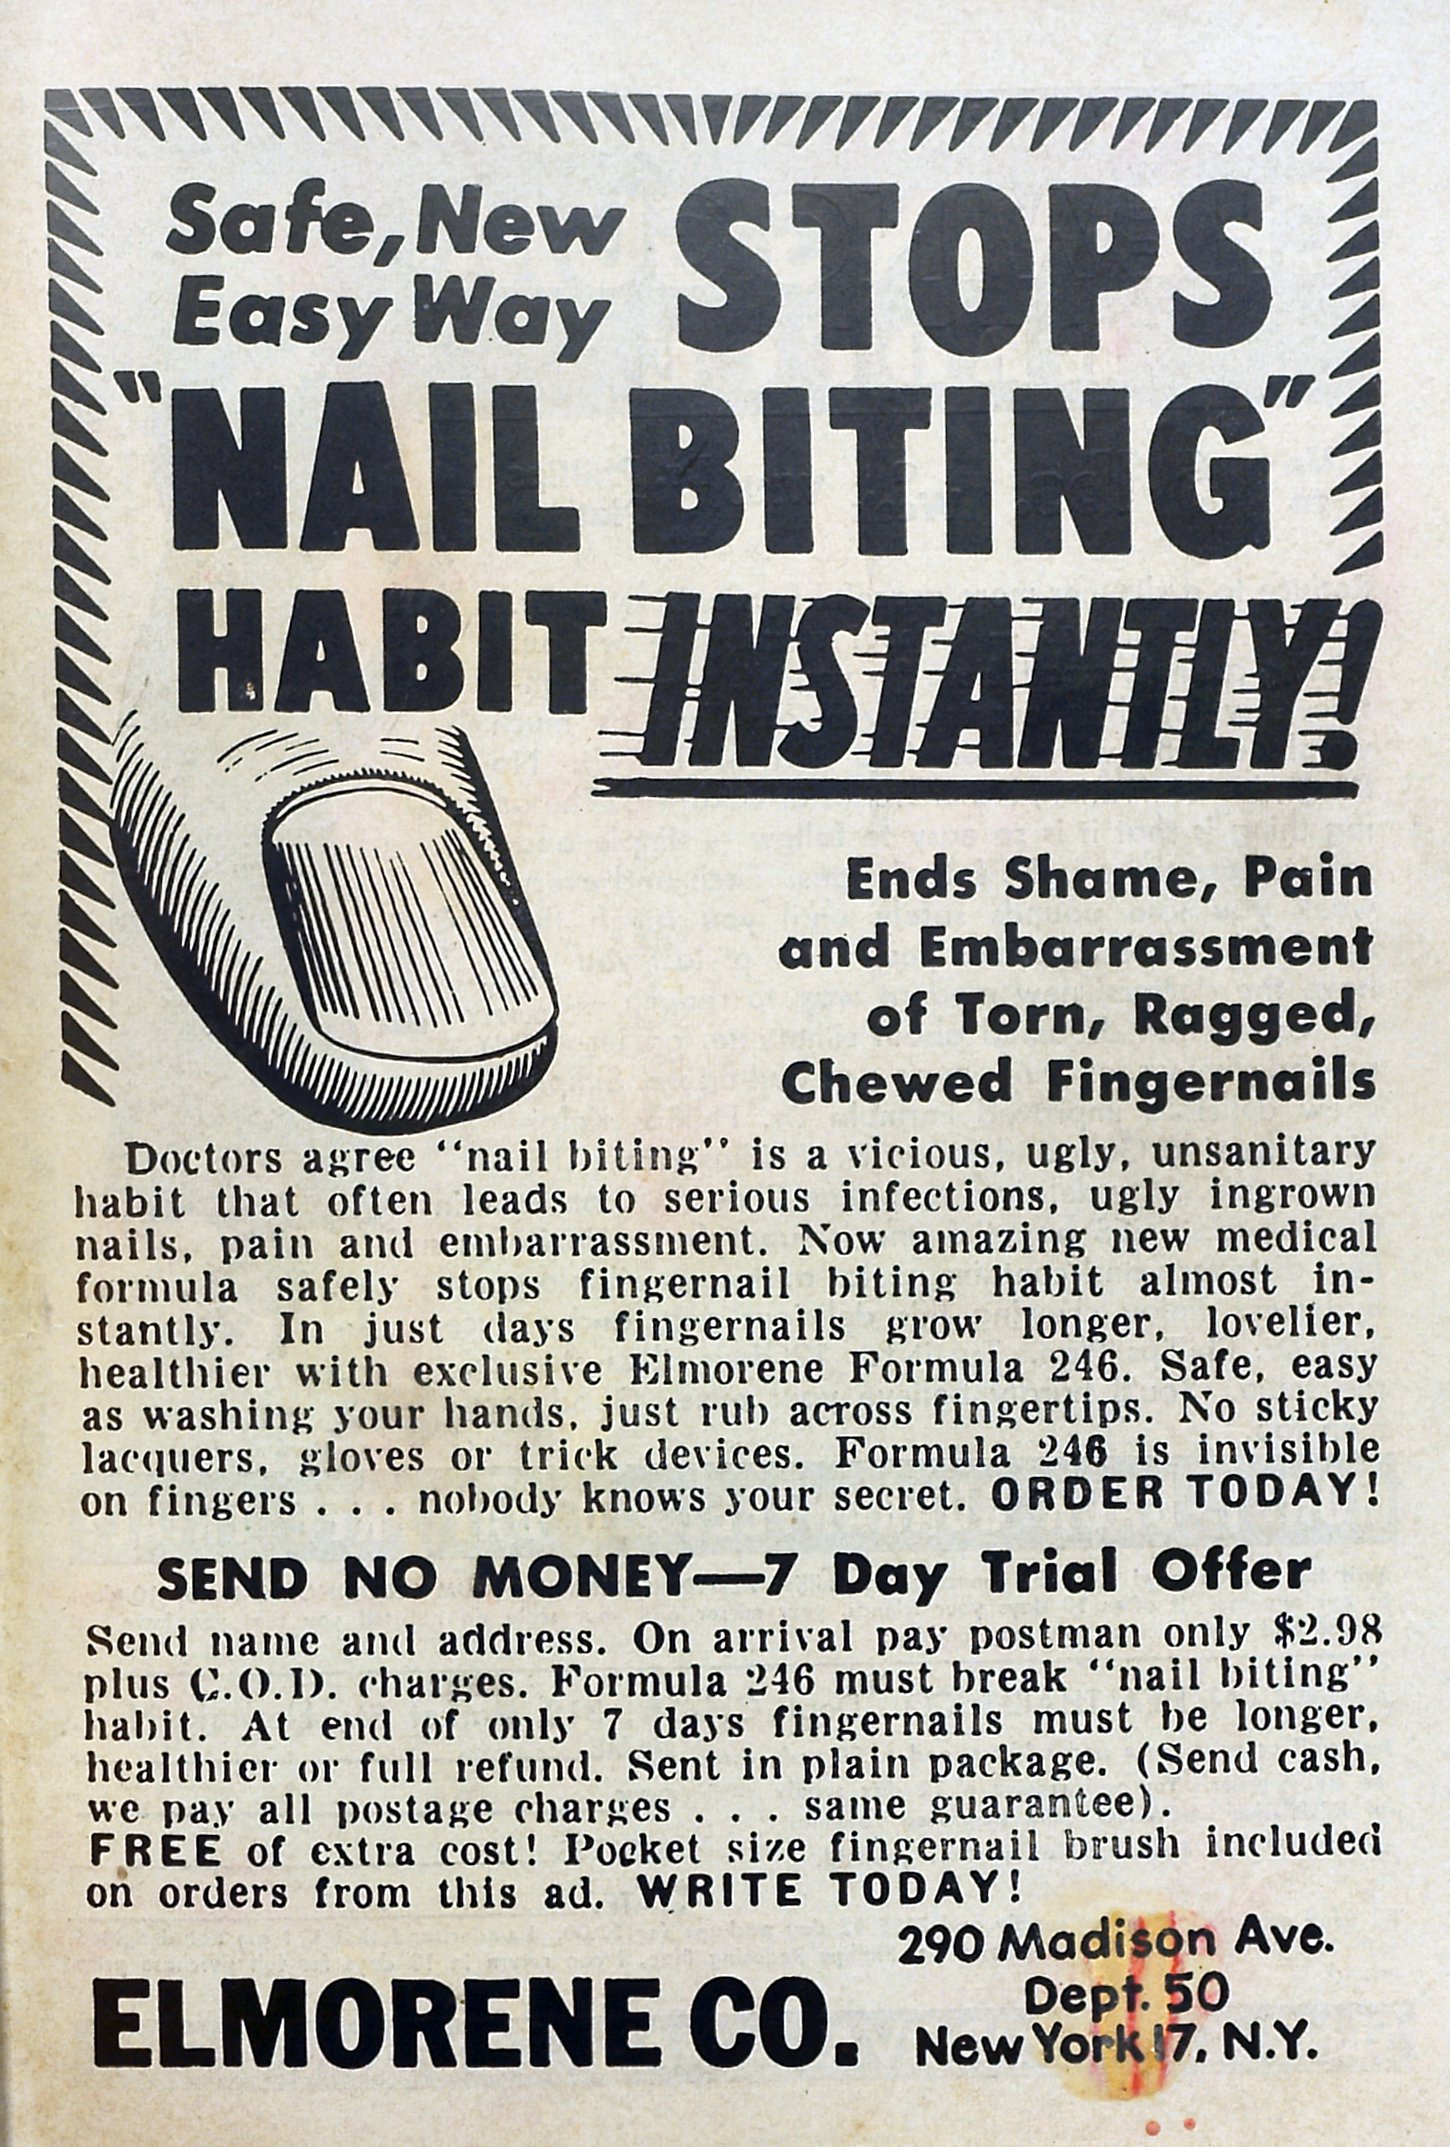 Safe, New
Easy Way
STOPS
"NAIL BITING"
HABIT INSTANTLY!
Ends Shame, Pain
and Embarrassment
of Torn, Ragged,
Chewed Fingernails
Doctors agree "nail biting" is a vicious, ugly, unsanitary
habit that often leads to serious infections, ugly ingrown
nails, pain and embarrassment. Now amazing new medical
formula safely stops fingernail biting habit almost in-
stantly. In just days fingernails grow longer, lovelier,
healthier with exclusive Elmorene Formula 246. Safe, easy
as washing your hands, just rub across fingertips. No sticky
lacquers, gloves or trick devices. Formula 246 is invisible
on fingers . . . nobody knows your secret. ORDER TODAY!
SEND NO MONEY—7 Day Trial Offer
Send name and address. On arrival pay postman only $2.98
plus C.O.D. charges. Formula 246 must break "nail biting"
habit. At end of only 7 days fingernails must be longer,
healthier or full refund. Sent in plain package. (Send cash,
we pay all postage charges . . . same guarantee).
FREE of extra cost! Pocket size fingernail brush included
on orders from this ad. WRITE TODAY!
ELMORENE CO.
290 Madison Ave.
Dept. 50
New York 17, N.Y.